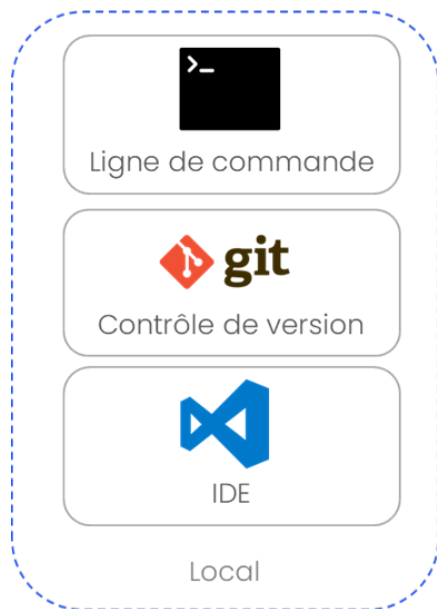 >_
Ligne de commande
git
Contrôle de version
IDE
Local